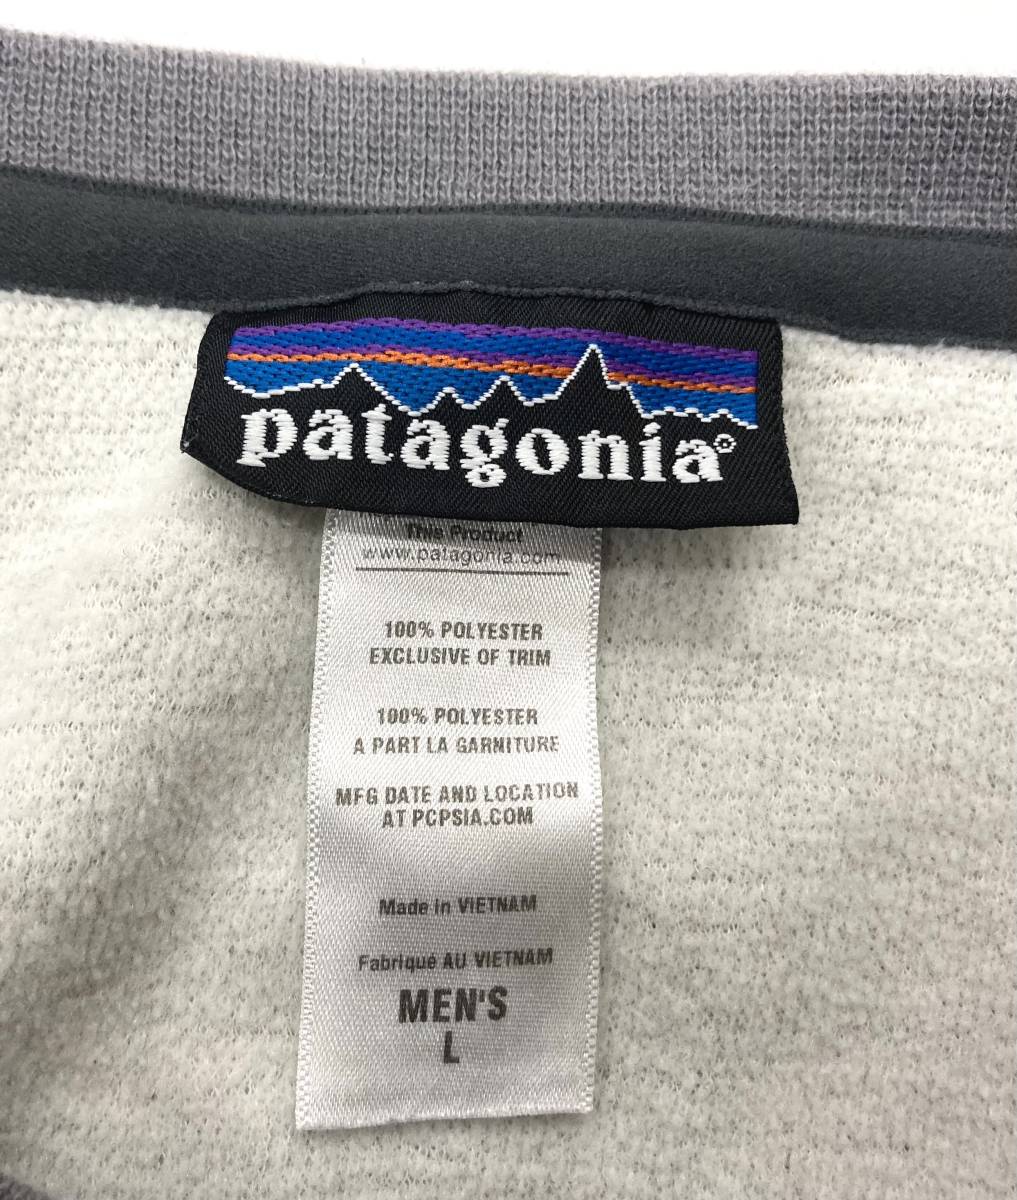 patagonia®
This Product
www.patagonia.com
100% POLYESTER
EXCLUSIVE OF TRIM
100% POLYESTER
A PART LA GARNITURE
MFG DATE AND LOCATION
AT PCPSIA.COM
Made in VIETNAM
Fabriqué AU VIETNAM
MEN'S
L